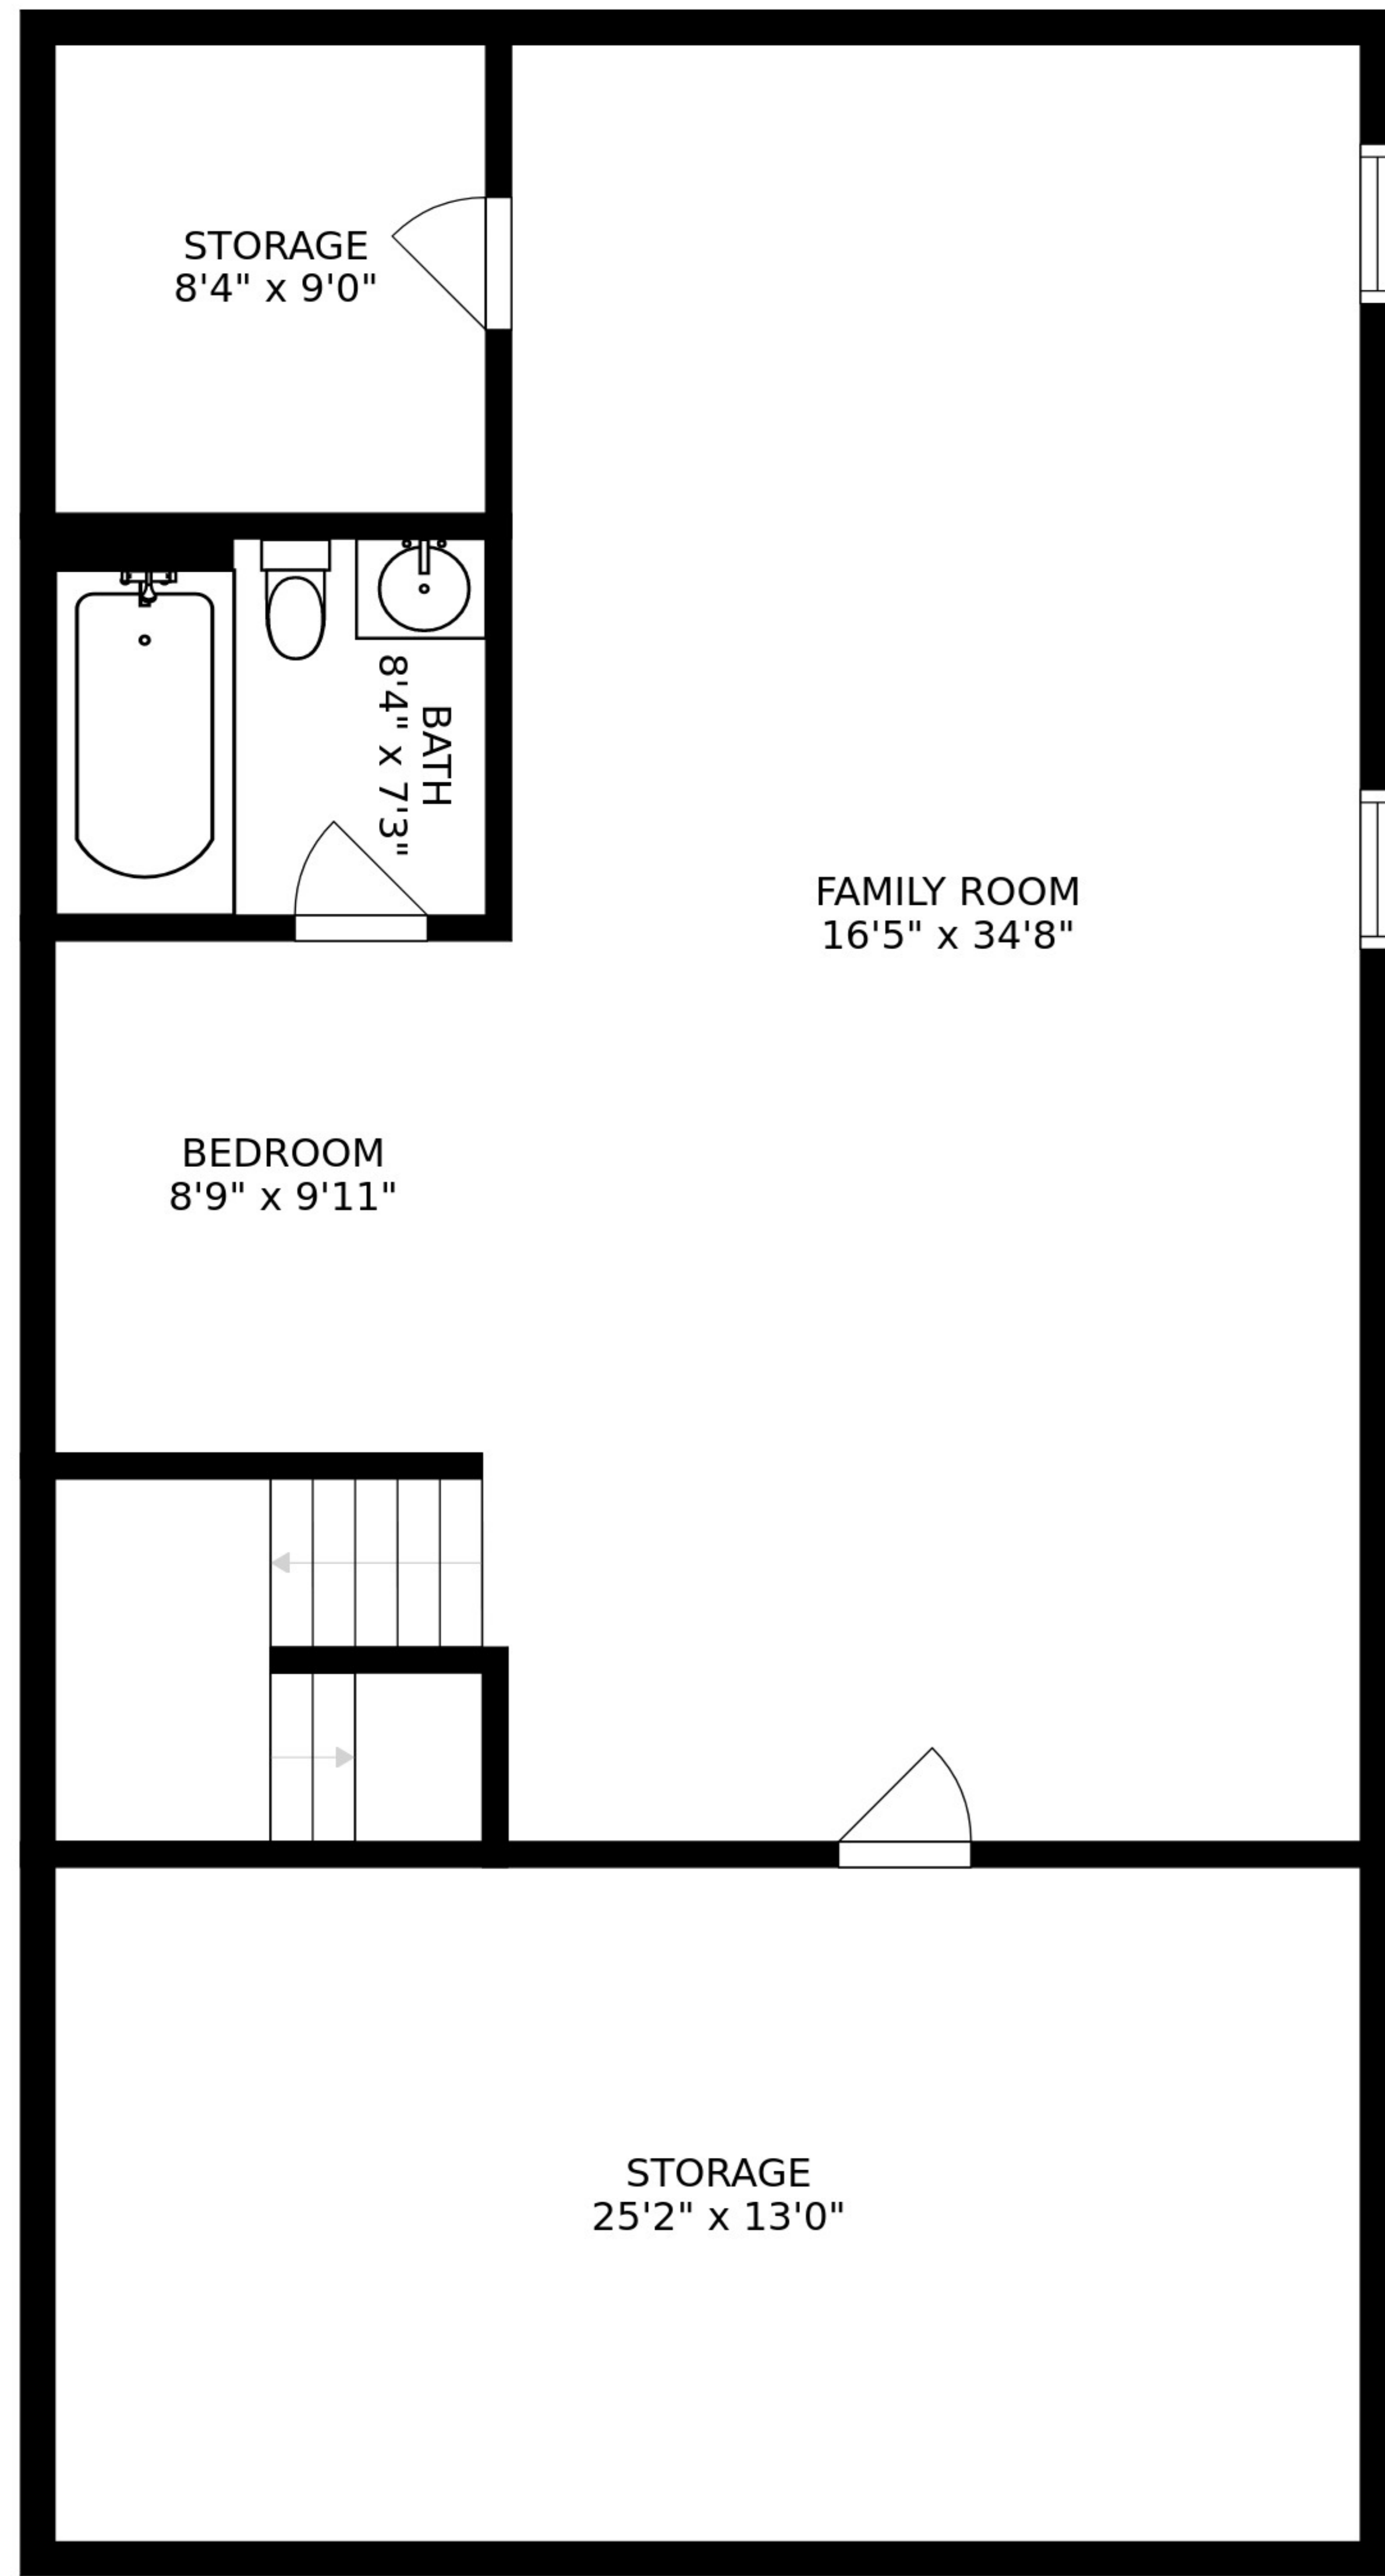 STORAGE
8'4" x 9'0"
BATH
8'4" x 7'3"
FAMILY ROOM
16'5" x 34'8"
BEDROOM
8'9" x 9'11"
STORAGE
25'2" x 13'0"